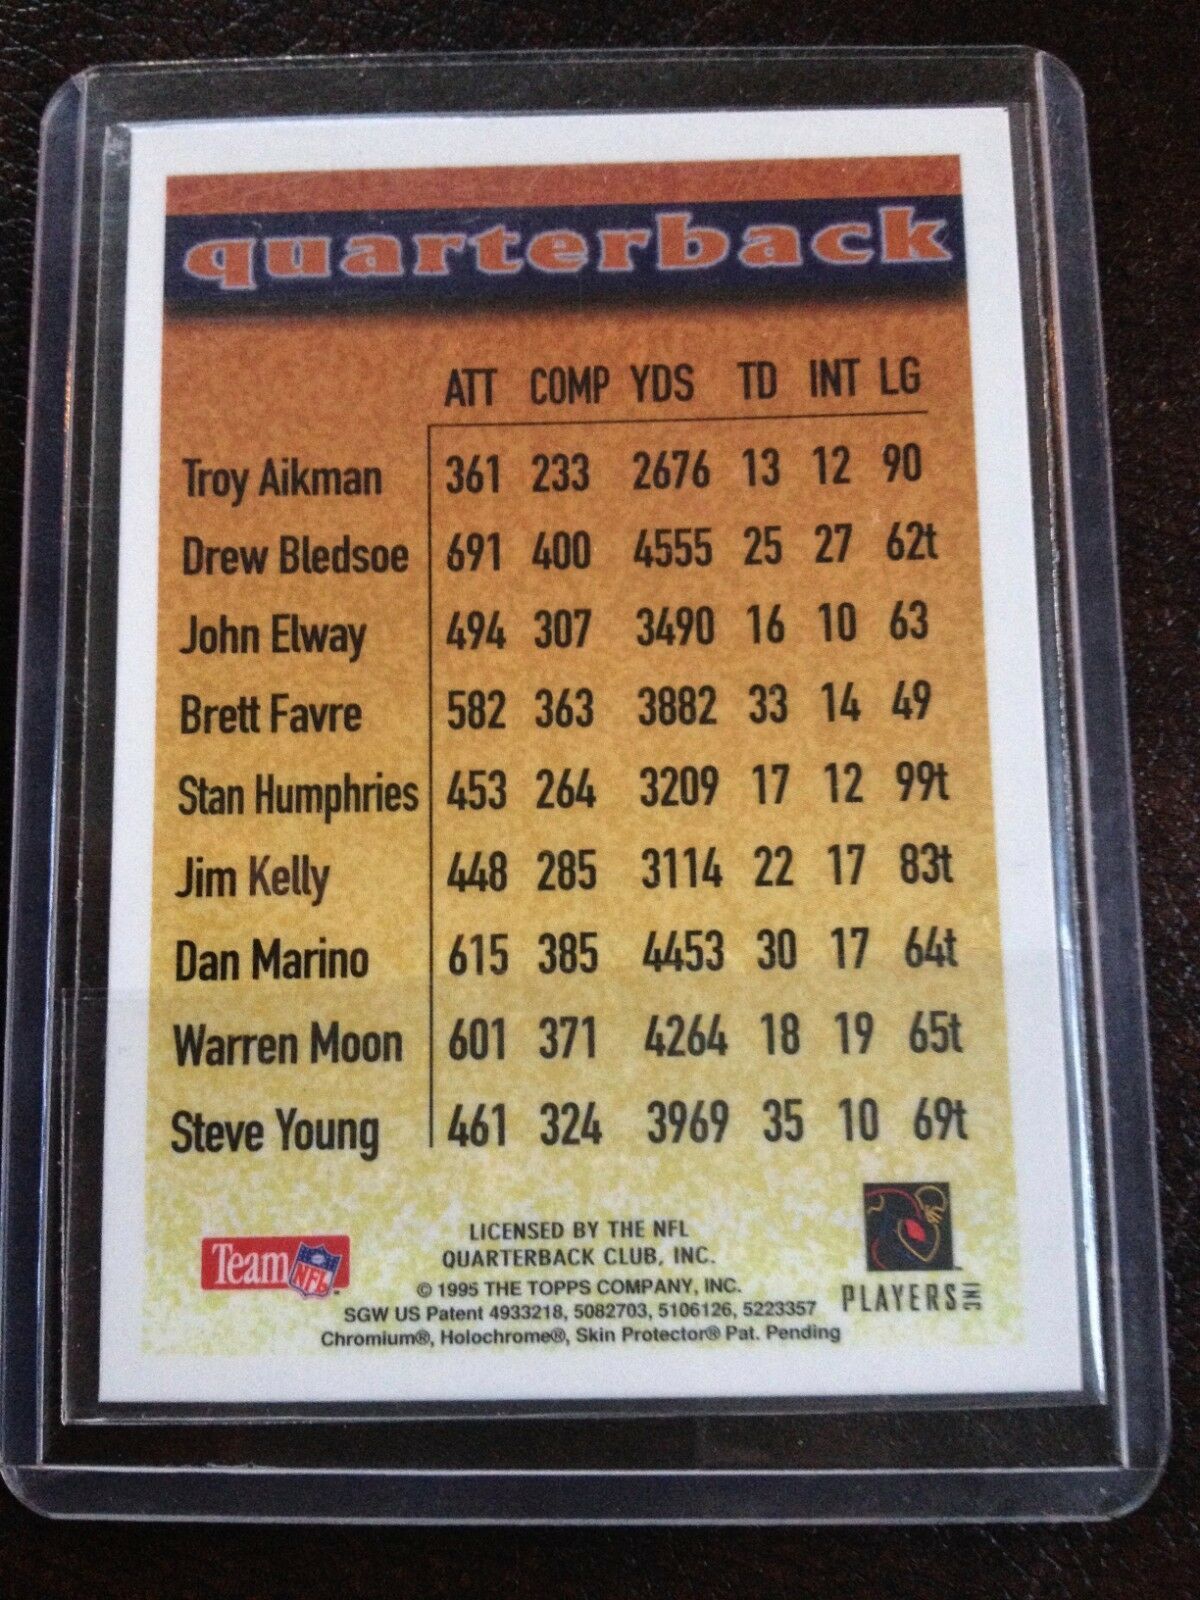 quarterback
ATT COMP YDS TD INT LG
Troy Aikman 361 233 2676 13 12 90
Drew Bledsoe 691 400 4555 25 27 62t
John Elway 494 307 3490 16 10 63
Brett Favre 582 363 3882 33 14 49
Stan Humphries 453 264 3209 17 12 99t
Jim Kelly 448 285 3114 22 17 83t
Dan Marino 615 385 4453 30 17 64t
Warren Moon 601 371 4264 18 19 65t
Steve Young 461 324 3969 35 10 69t
Team NFL
LICENSED BY THE NFL
QUARTERBACK CLUB, INC.
© 1995 THE TOPPS COMPANY, INC.
SGW US Patent 4933218, 5082703, 5106126, 5223357
Chromium®, Holochrome®, Skin Protector® Pat. Pending
PLAYERS INC